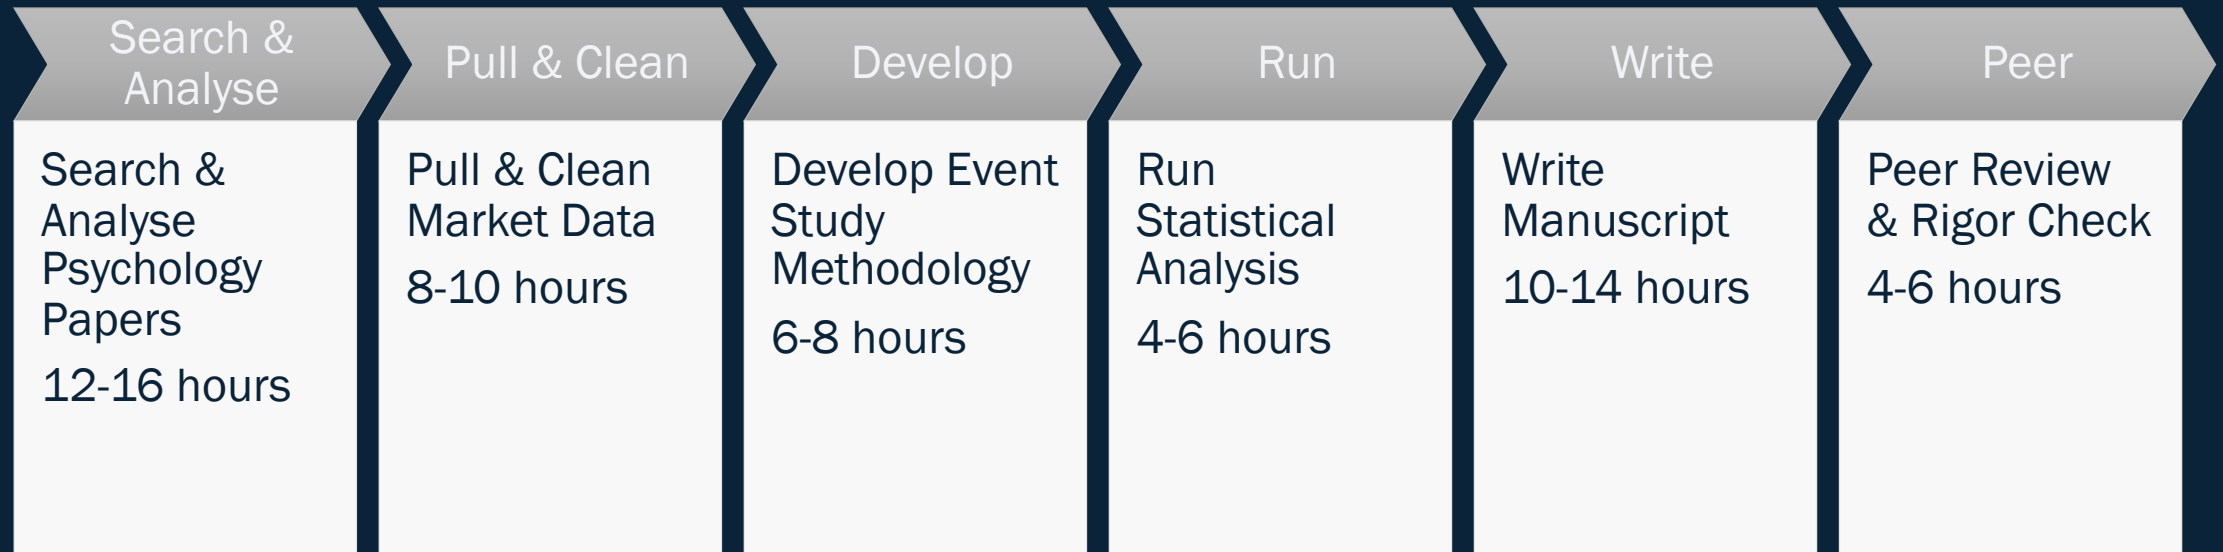 Search &
Analyse
Pull & Clean
Develop
Run
Write
Peer
Search &
Analyse
Psychology
Papers
12-16 hours
Pull & Clean
Market Data
8-10 hours
Develop Event
Study
Methodology
6-8 hours
Run
Statistical
Analysis
4-6 hours
Write
Manuscript
10-14 hours
Peer Review
& Rigor Check
4-6 hours